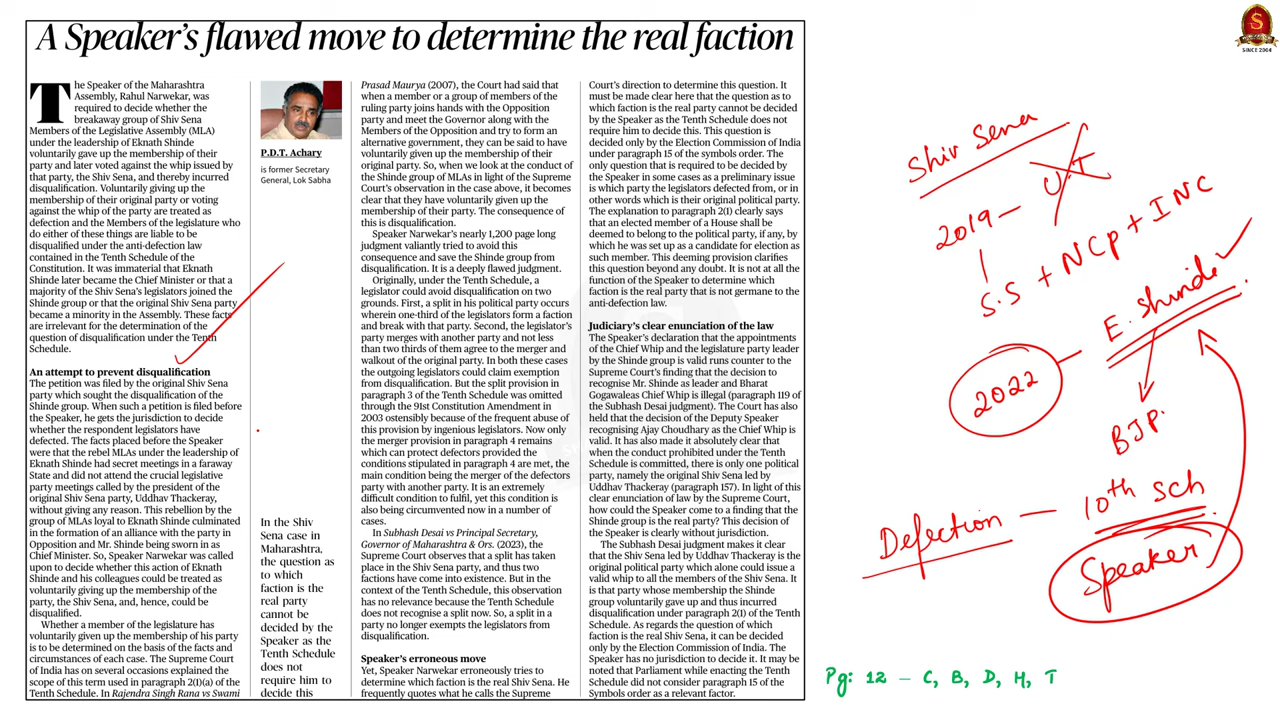 A Speaker's flawed move to determine the real faction
The Speaker of the Maharashtra
Assembly, Rahul Narwekar, was
required to decide whether the
breakaway group of Shiv Sena
Members of the Legislative Assembly (MLA)
under the leadership of Eknath Shinde
voluntarily gave up the membership of their
party and later voted against the whip issued by
that party, the Shiv Sena, and thereby incurred
disqualification. Voluntarily giving up the
membership of their original party or voting
against the whip of the party are treated as
defection and the Members of the legislature who
do either of these things are liable to be
disqualified under the anti-defection law
contained in the Tenth Schedule of the
Constitution. It was immaterial that Eknath
Shinde later became the Chief Minister or that a
majority of the Shiv Sena's legislators joined the
Shinde group or that the original Shiv Sena party
became a minority in the Assembly. These facts
are irrelevant for the determination of the
question of disqualification under the Tenth
Schedule.
An attempt to prevent disqualification
The petition was filed by the original Shiv Sena
party which sought the disqualification of the
Shinde group. When such a petition is filed before
the Speaker, he gets the jurisdiction to decide
whether the respondent legislators have
defected. The facts placed before the Speaker
were that the rebel MLAs under the leadership of
Eknath Shinde had secret meetings in a faraway
State and did not attend the crucial legislative
party meetings called by the president of the
original Shiv Sena party, Uddhav Thackeray,
without giving any reason. This rebellion by the
group of MLAs loyal to Eknath Shinde culminated
in the formation of an alliance with the party in
Opposition and Mr. Shinde being sworn in as
Chief Minister. So, Speaker Narwekar was called
upon to decide whether this action of Eknath
Shinde and his colleagues could be treated as
voluntarily giving up the membership of the
party, the Shiv Sena, and, hence, could be
disqualified.
Whether a member of the legislature has
voluntarily given up the membership of his party
is to be determined on the basis of the facts and
circumstances of each case. The Supreme Court
of India has on several occasions explained the
scope of this term used in paragraph 2(1)(a) of the
Tenth Schedule. In Rajendra Singh Rana vs Swami
P.D.T. Achary
is former Secretary
General, Lok Sabha
In the Shiv
Sena case in
Maharashtra,
the question as
to which
faction is the
real party
cannot be
decided by the
Speaker as the
Tenth Schedule
does not
require him to
decide this
Prasad Maurya (2007), the Court had said that
when a member or a group of members of the
ruling party joins hands with the Opposition
party and meet the Governor along with the
Members of the Opposition and try to form an
alternative government, they can be said to have
voluntarily given up the membership of their
original party. So, when we look at the conduct of
the Shinde group of MLAs in light of the Supreme
Court's observation in the case above, it becomes
clear that they have voluntarily given up the
membership of their party. The consequence of
this is disqualification.
Speaker Narwekar's nearly 1,200 page long
judgment valiantly tried to avoid this
consequence and save the Shinde group from
disqualification. It is a deeply flawed judgment.
Originally, under the Tenth Schedule, a
legislator could avoid disqualification on two
grounds. First, a split in his political party occurs
wherein one-third of the legislators form a faction
and break with that party. Second, the legislator's
party merges with another party and not less
than two thirds of them agree to the merger and
walkout of the original party. In both these cases
the outgoing legislators could claim exemption
from disqualification. But the split provision in
paragraph 3 of the Tenth Schedule was omitted
through the 91st Constitution Amendment in
2003 ostensibly because of the frequent abuse of
this provision by ingenious legislators. Now only
the merger provision in paragraph 4 remains
which can protect defectors provided the
conditions stipulated in paragraph 4 are met, the
main condition being the merger of the defectors
party with another party. It is an extremely
difficult condition to fulfil, yet this condition is
also being circumvented now in a number of
cases.
In Subhash Desai vs Principal Secretary,
Governor of Maharashtra & Ors. (2023), the
Supreme Court observes that a split has taken
place in the Shiv Sena party, and thus two
factions have come into existence. But in the
context of the Tenth Schedule, this observation
has no relevance because the Tenth Schedule
does not recognise a split now. So, a split in a
party no longer exempts the legislators from
disqualification.
Speaker's erroneous move
Yet, Speaker Narwekar erroneously tries to
determine which faction is the real Shiv Sena. He
frequently quotes what he calls the Supreme
Court's direction to determine this question. It
must be made clear here that the question as to
which faction is the real party cannot be decided
by the Speaker as the Tenth Schedule does not
require him to decide this. This question is
decided only by the Election Commission of India
under paragraph 15 of the symbols order. The
only question that is required to be decided by
the Speaker in some cases as a preliminary issue
is which party the legislators defected from, or in
other words which is their original political party.
The explanation to paragraph 2(1) clearly says
that an elected member of a House shall be
deemed to belong to the political party, if any, by
which he was set up as a candidate for election as
such member. This deeming provision clarifies
this question beyond any doubt. It is not at all the
function of the Speaker to determine which
faction is the real party that is not germane to the
anti-defection law.
Judiciary's clear enunciation of the law
The Speaker's declaration that the appointments
of the Chief Whip and the legislature party leader
by the Shinde group is valid runs counter to the
Supreme Court's finding that the decision to
recognise Mr. Shinde as leader and Bharat
Gogawaleas Chief Whip is illegal (paragraph 119 of
the Subhash Desai judgment). The Court has also
held that the decision of the Deputy Speaker
recognising Ajay Choudhary as the Chief Whip is
valid. It has also made it absolutely clear that
when the conduct prohibited under the Tenth
Schedule is committed, there is only one political
party, namely the original Shiv Sena led by
Uddhav Thackeray (paragraph 157). In light of this
clear enunciation of law by the Supreme Court,
how could the Speaker come to a finding that the
Shinde group is the real party? This decision of
the Speaker is clearly without jurisdiction.
The Subhash Desai judgment makes it clear
that the Shiv Sena led by Uddhav Thackeray is the
original political party which alone could issue a
valid whip to all the members of the Shiv Sena. It
is that party whose membership the Shinde
group voluntarily gave up and thus incurred
disqualification under paragraph 2(1) of the Tenth
Schedule. As regards the question of which
faction is the real Shiv Sena, it can be decided
only by the Election Commission of India. The
Speaker has no jurisdiction to decide it. It may be
noted that Parliament while enacting the Tenth
Schedule did not consider paragraph 15 of the
Symbols order as a relevant factor.
S
SINCE 2004
Shiv Sena
2019 – U.T
S.S + NCP + INC
2022 – E. Shinde
BJP
Defection – 10th Sch
Speaker
Pg: 12 – C, B, D, H, T